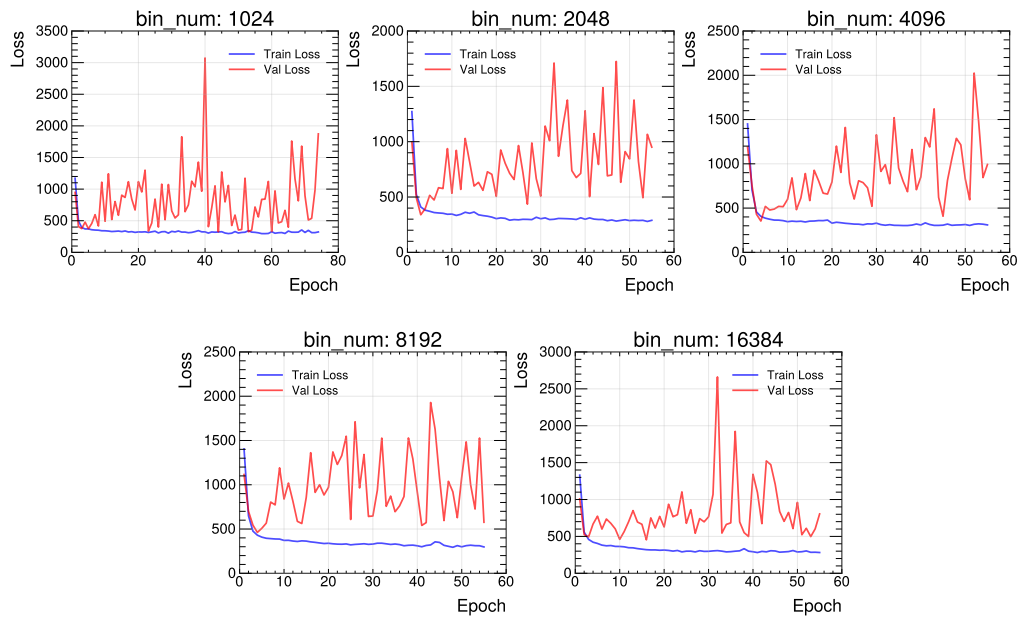 bin_num: 1024
Loss
3500
3000
2500
2000
1500
1000
500
0
Train Loss
Val Loss
0 20 40 60 80
Epoch
bin_num: 2048
Loss
2000
1500
1000
500
0
Train Loss
Val Loss
0 10 20 30 40 50 60
Epoch
bin_num: 4096
Loss
2500
2000
1500
1000
500
0
Train Loss
Val Loss
0 10 20 30 40 50 60
Epoch
bin_num: 8192
Loss
2500
2000
1500
1000
500
0
Train Loss
Val Loss
0 10 20 30 40 50 60
Epoch
bin_num: 16384
Loss
3000
2500
2000
1500
1000
500
0
Train Loss
Val Loss
0 10 20 30 40 50 60
Epoch